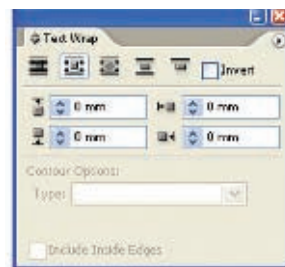 Text Wrap
Invert
0 mm 0 mm
0 mm 0 mm
Contour Options:
Type:
Include Inside Edges